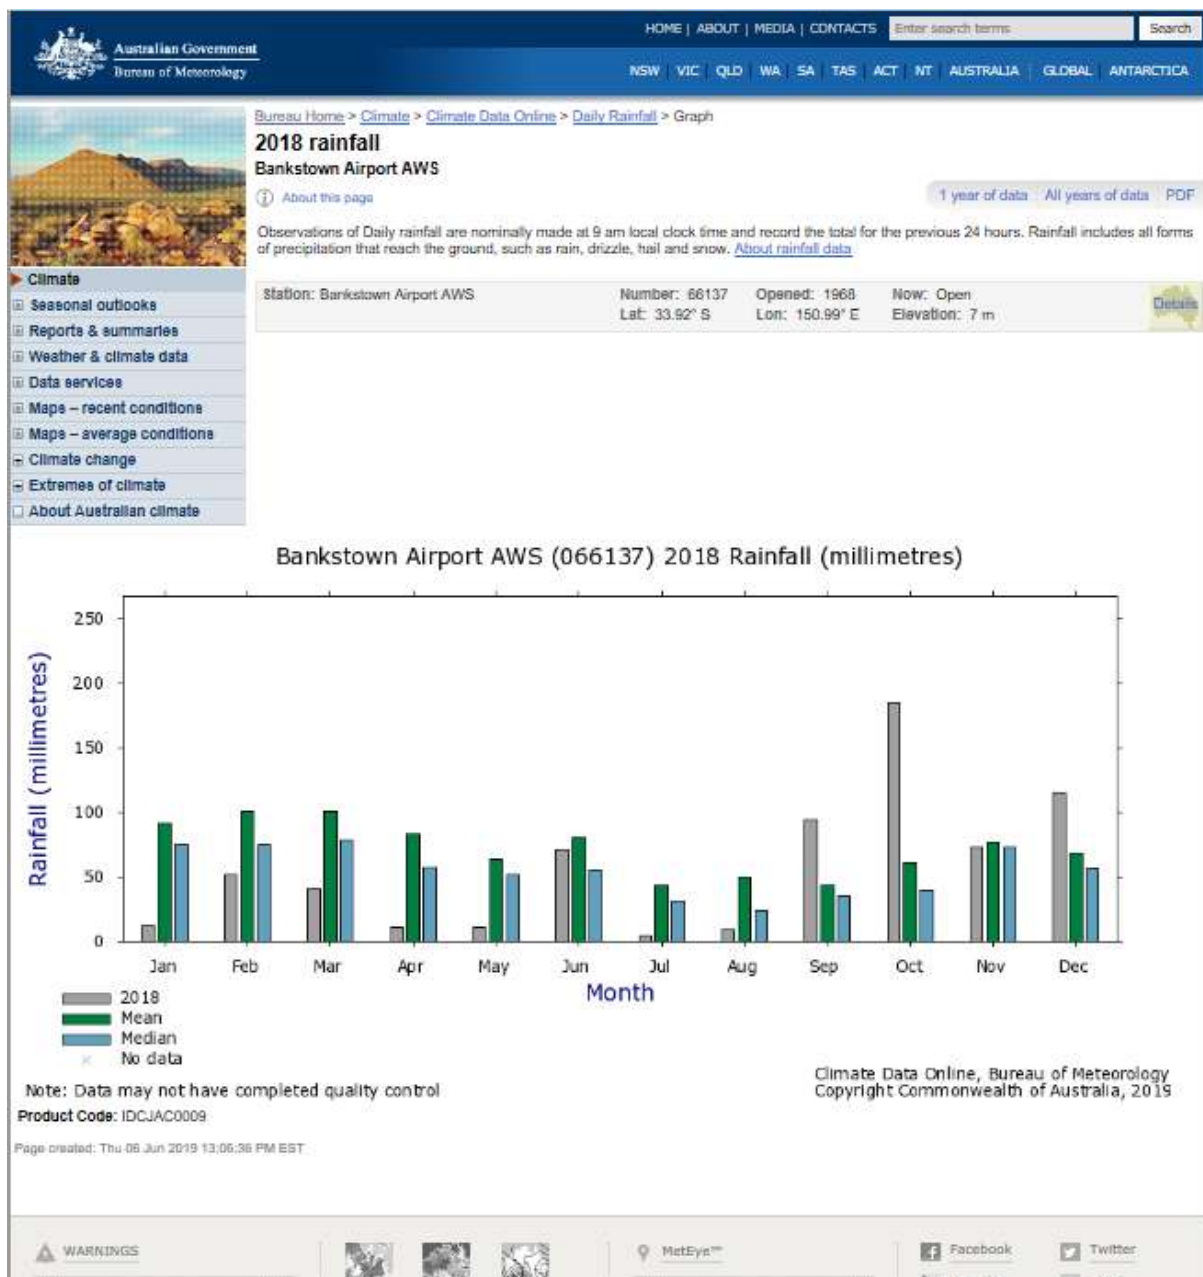 HOME | ABOUT | MEDIA | CONTACTS Enter search terms Search
Australian Government
Bureau of Meteorology
NSW VIC QLD WA SA TAS ACT NT AUSTRALIA GLOBAL ANTARCTICA
Bureau Home > Climate > Climate Data Online > Daily Rainfall > Graph
2018 rainfall
Bankstown Airport AWS
About this page
1 year of data All years of data PDF
Observations of Daily rainfall are nominally made at 9 am local clock time and record the total for the previous 24 hours. Rainfall includes all forms
of precipitation that reach the ground, such as rain, drizzle, hail and snow. About rainfall data
Climate
Seasonal outlooks
Reports & summaries
Weather & climate data
Data services
Maps – recent conditions
Maps – average conditions
Climate change
Extremes of climate
About Australian climate
Station: Bankstown Airport AWS Number: 66137 Opened: 1968 Now: Open
Lat: 33.92° S Lon: 150.99° E Elevation: 7 m
Details
Bankstown Airport AWS (066137) 2018 Rainfall (millimetres)
Rainfall (millimetres)
250
200
150
100
50
0
Jan Feb Mar Apr May Jun Jul Aug Sep Oct Nov Dec
Month
2018
Mean
Median
No data
Note: Data may not have completed quality control
Climate Data Online, Bureau of Meteorology
Copyright Commonwealth of Australia, 2019
Product Code: IDCJAC0009
Page created: Thu 06 Jun 2019 13:06:36 PM EST
WARNINGS MetEye™ Facebook Twitter